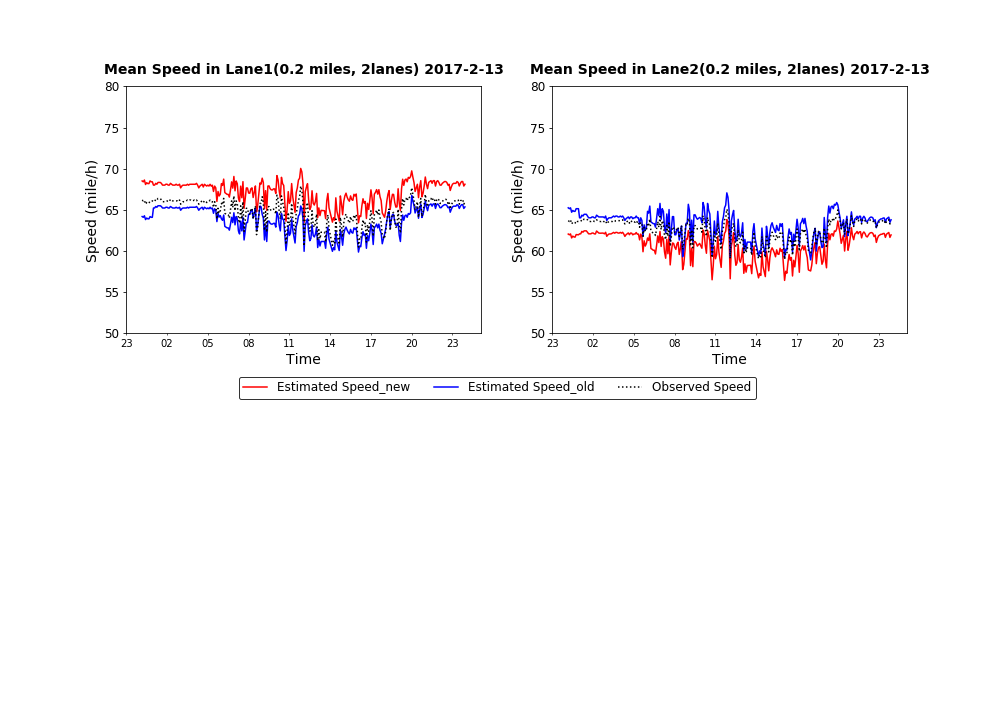 Mean Speed in Lane1(0.2 miles, 2lanes) 2017-2-13
80
75
70
65
60
55
50
Speed (mile/h)
23 02 05 08 11 14 17 20 23
Time
Mean Speed in Lane2(0.2 miles, 2lanes) 2017-2-13
80
75
70
65
60
55
50
Speed (mile/h)
23 02 05 08 11 14 17 20 23
Time
Estimated Speed_new Estimated Speed_old Observed Speed